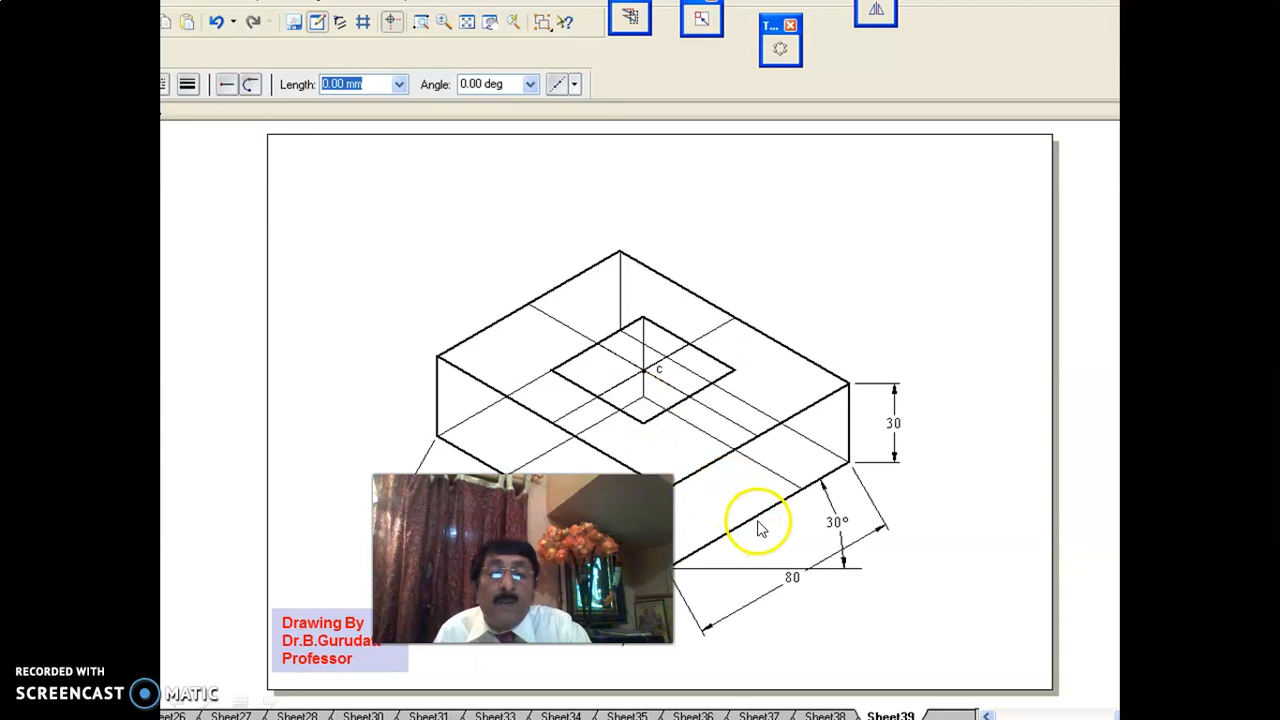 T...
Length: 0.00 mm Angle: 0.00 deg
c
30
30°
80
Drawing By
Dr.B.Gurudatt
Professor
RECORDED WITH
SCREENCAST MATIC
Sheet26 Sheet27 Sheet28 Sheet30 Sheet31 Sheet33 Sheet34 Sheet35 Sheet36 Sheet37 Sheet38 Sheet39